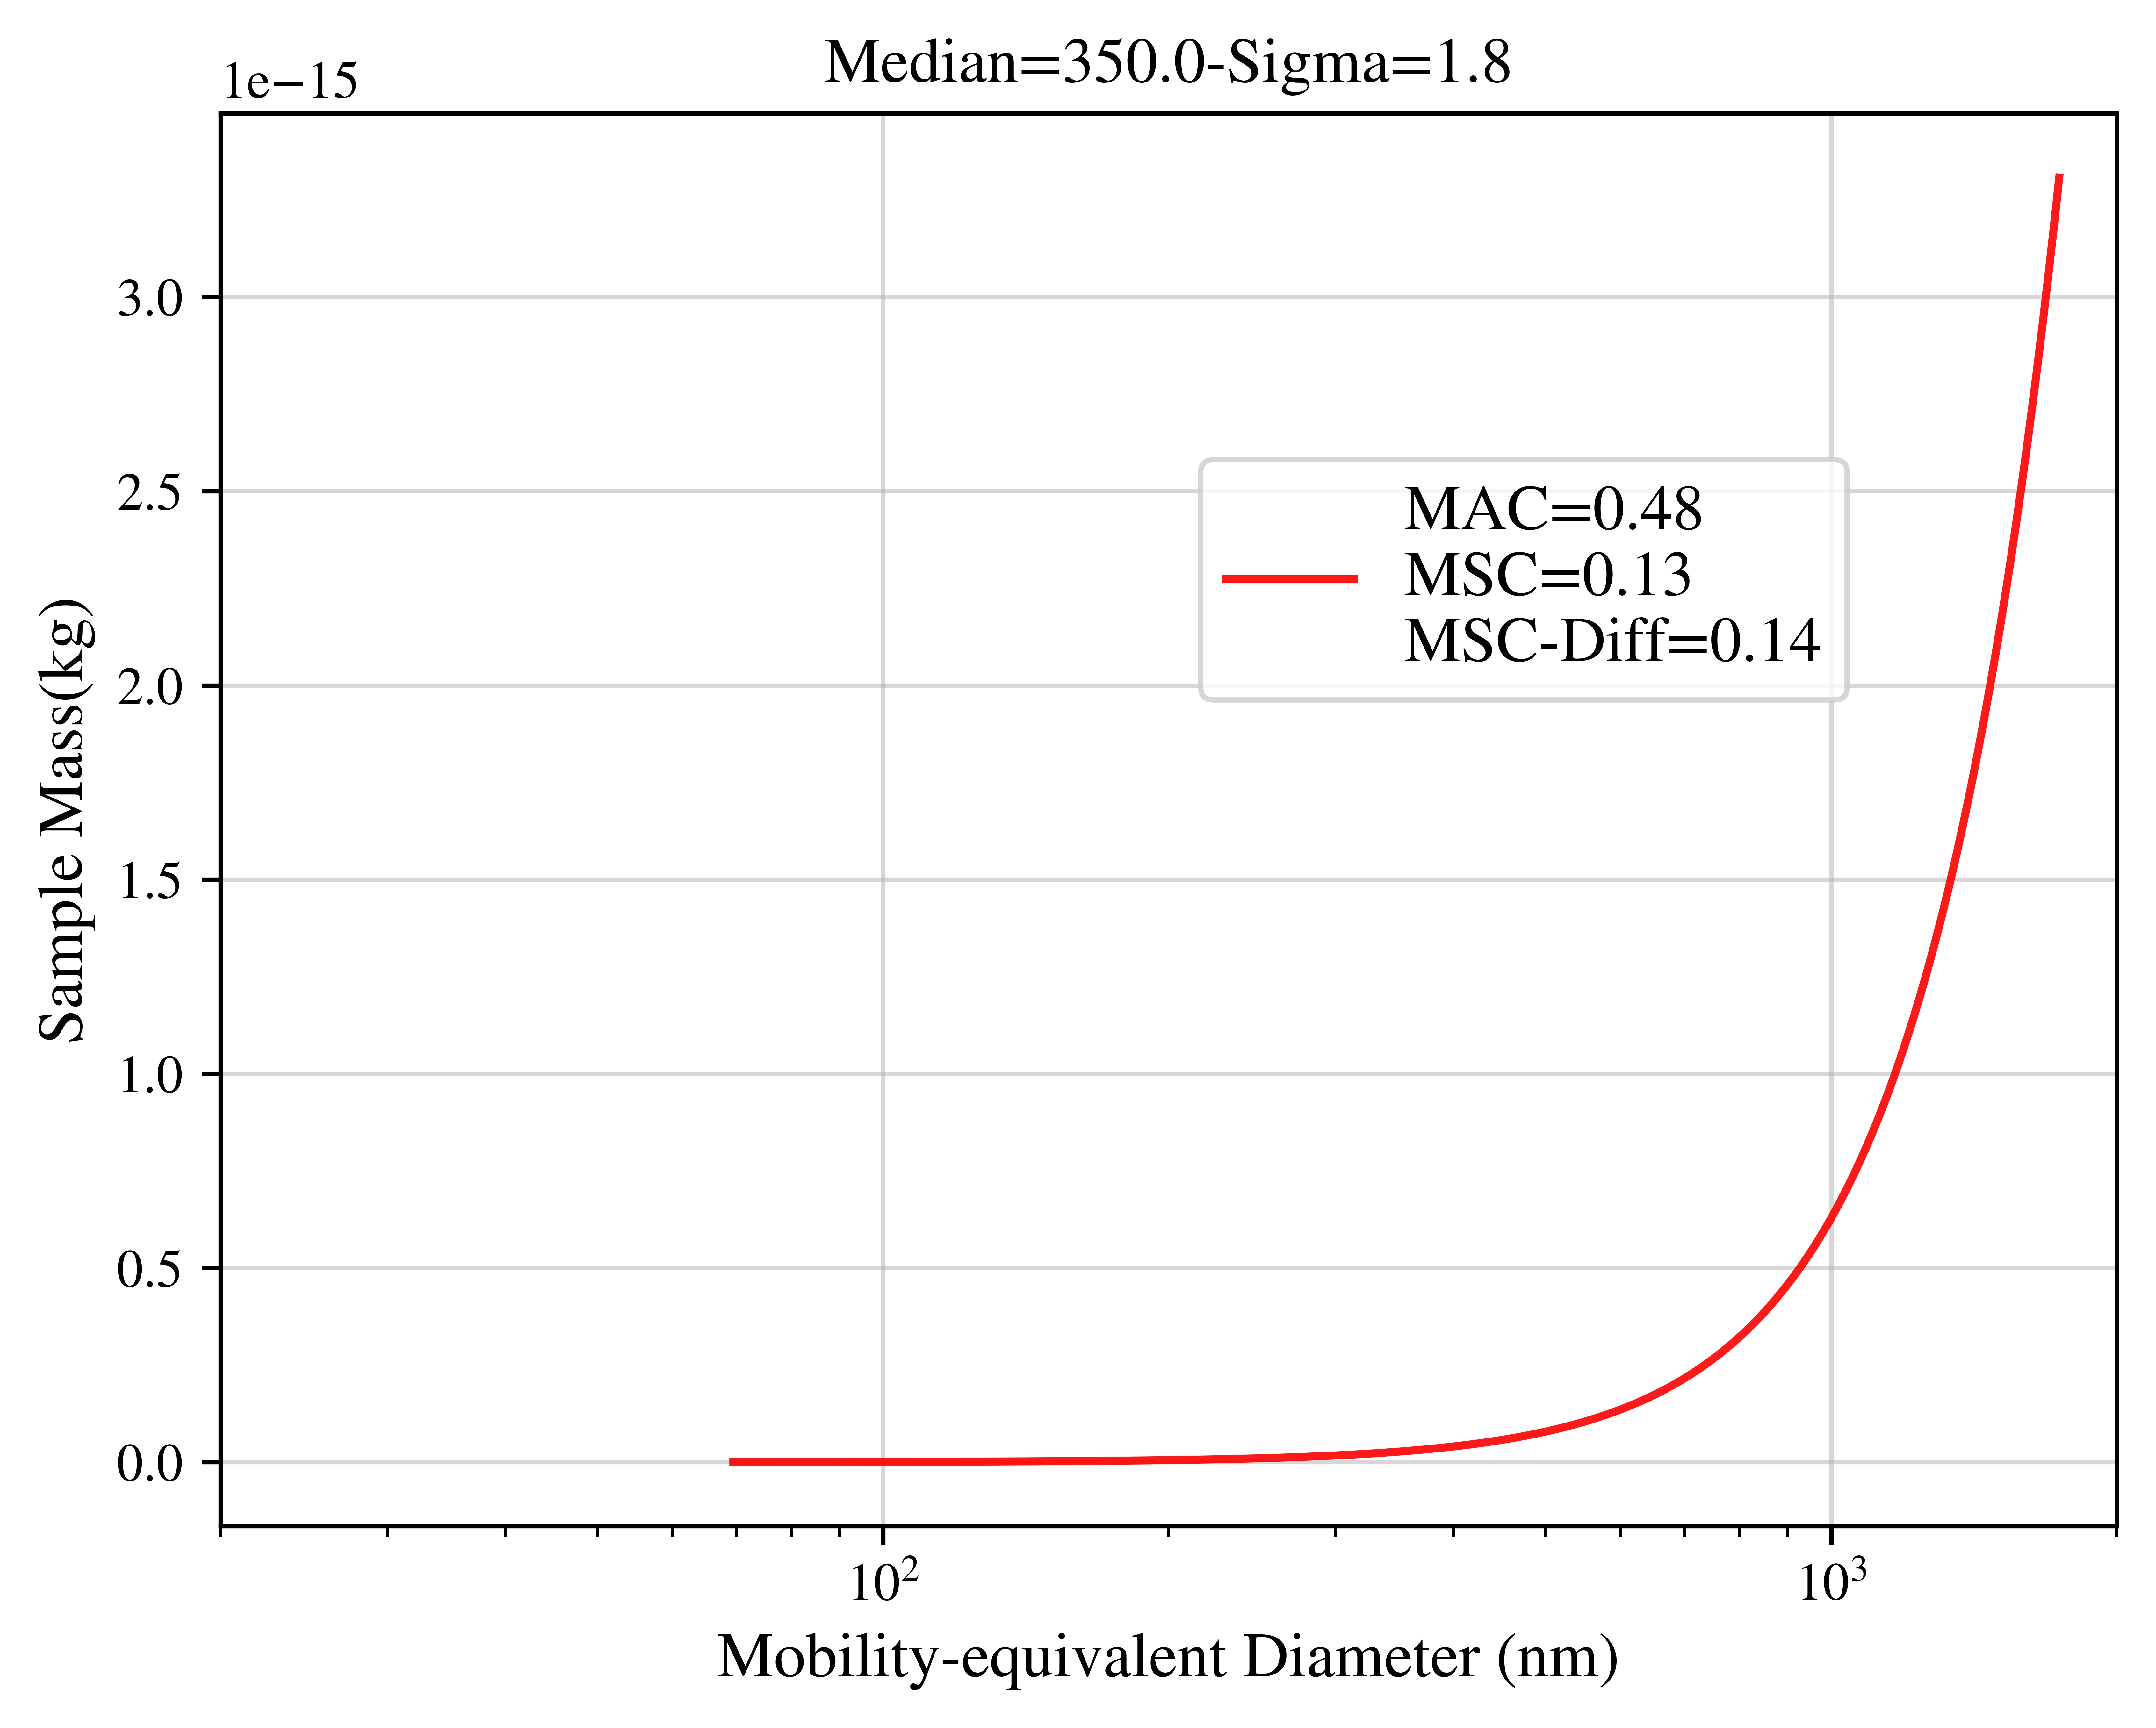 Median=350.0-Sigma=1.8
1e−15
3.0
2.5
2.0
1.5
1.0
0.5
0.0
Sample Mass(kg)
MAC=0.48
MSC=0.13
MSC-Diff=0.14
10²
10³
Mobility-equivalent Diameter (nm)